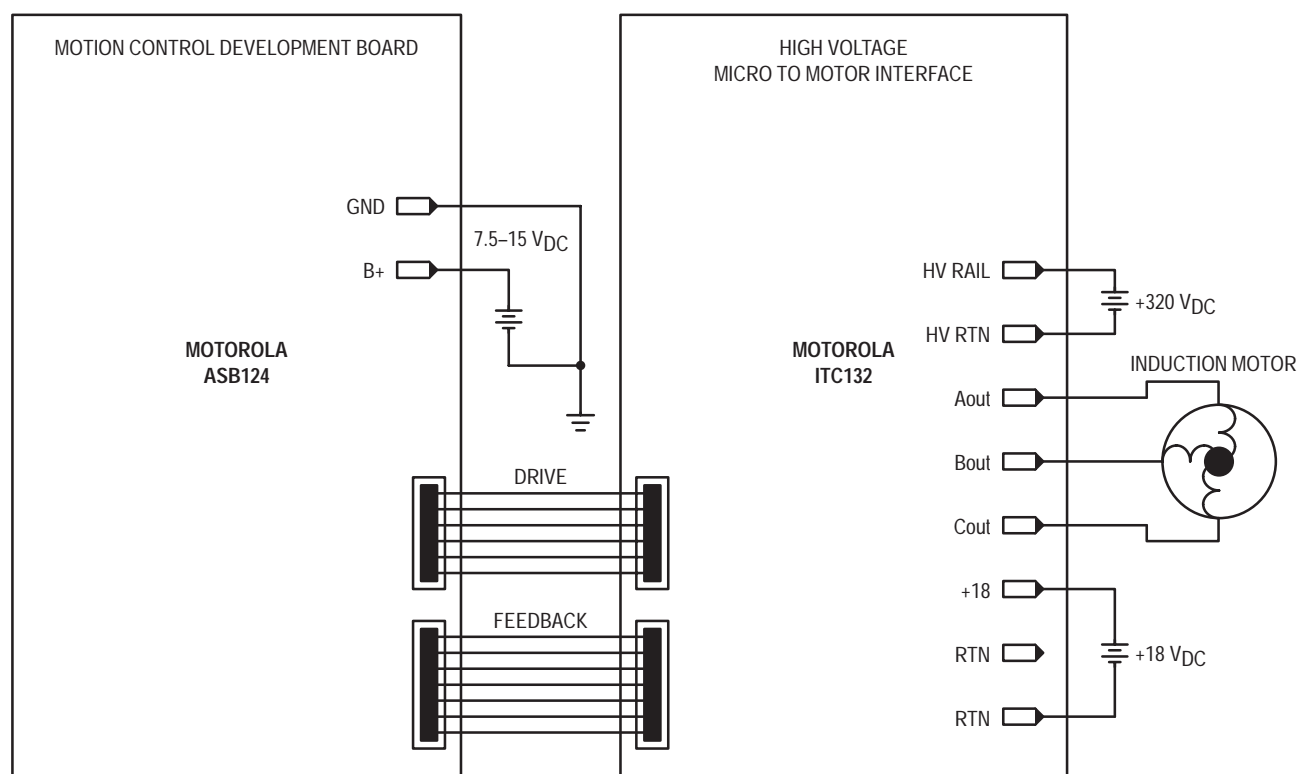 MOTION CONTROL DEVELOPMENT BOARD
HIGH VOLTAGE
MICRO TO MOTOR INTERFACE
GND
7.5–15 VDC
B+
MOTOROLA
ASB124
HV RAIL
+320 VDC
HV RTN
MOTOROLA
ITC132
INDUCTION MOTOR
Aout
Bout
Cout
DRIVE
+18
FEEDBACK
RTN
+18 VDC
RTN